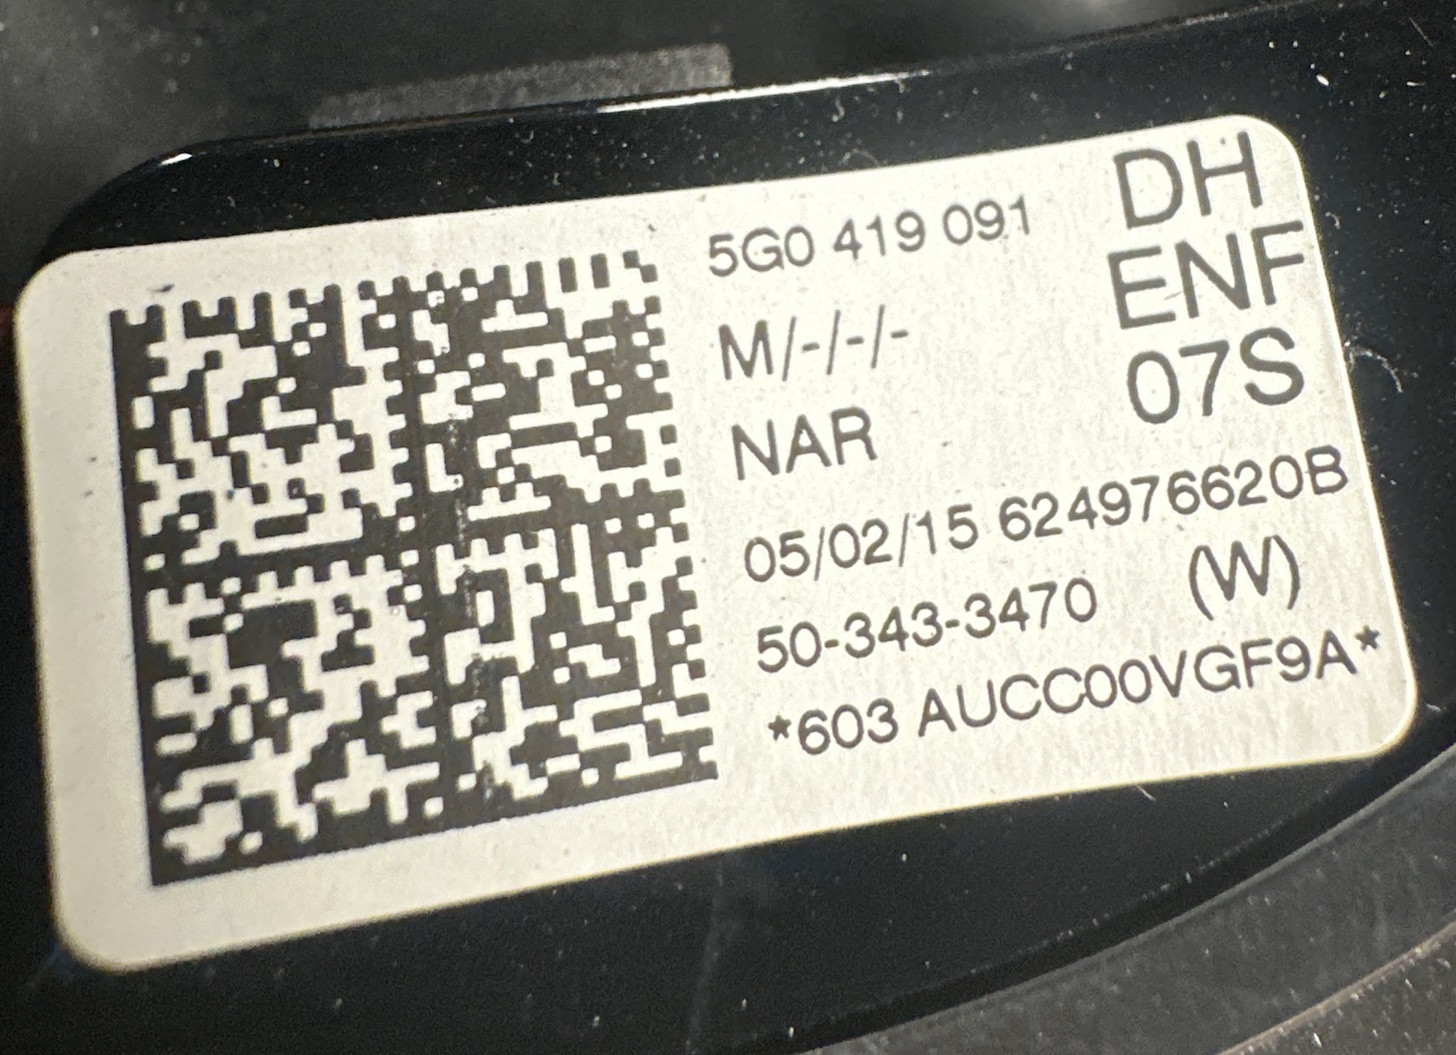 5G0 419 091
DH
ENF
07S
M/-/-/-
NAR
05/02/15 624976620B
50-343-3470 (W)
*603 AUCC00VGF9A*